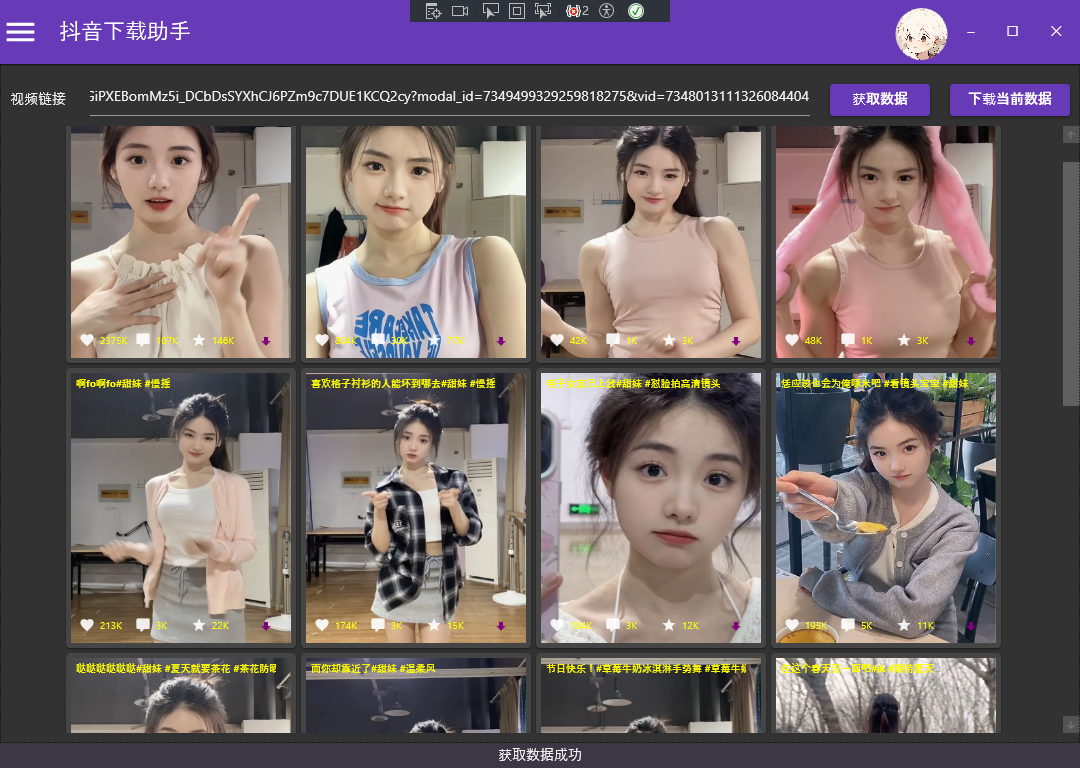 2
抖音下载助手
视频链接
GiPXEBomMz5i_DCbDsSYXhCJ6PZm9c7DUE1KCQ2cy?modal_id=7349499329259818275&vid=7348013111326084404
获取数据
下载当前数据
2375K 107K 146K
42K 1K 3K
48K 1K 3K
啊fo啊fo#甜妹 #慢摇
喜欢格子衬衫的人能坏到哪去#甜妹 #慢摇
#甜妹 #怼脸拍高清镜头
#看镜头宝宝 #甜妹
213K 3K 22K
174K 3K 15K
3K 12K
195K 5K 11K
哒哒哒哒哒哒#甜妹 #夏天就要茶花 #茶花防晒
而你却靠近了#甜妹 #温柔风
节日快乐！#草莓牛奶冰淇淋手势舞 #草莓牛奶
获取数据成功